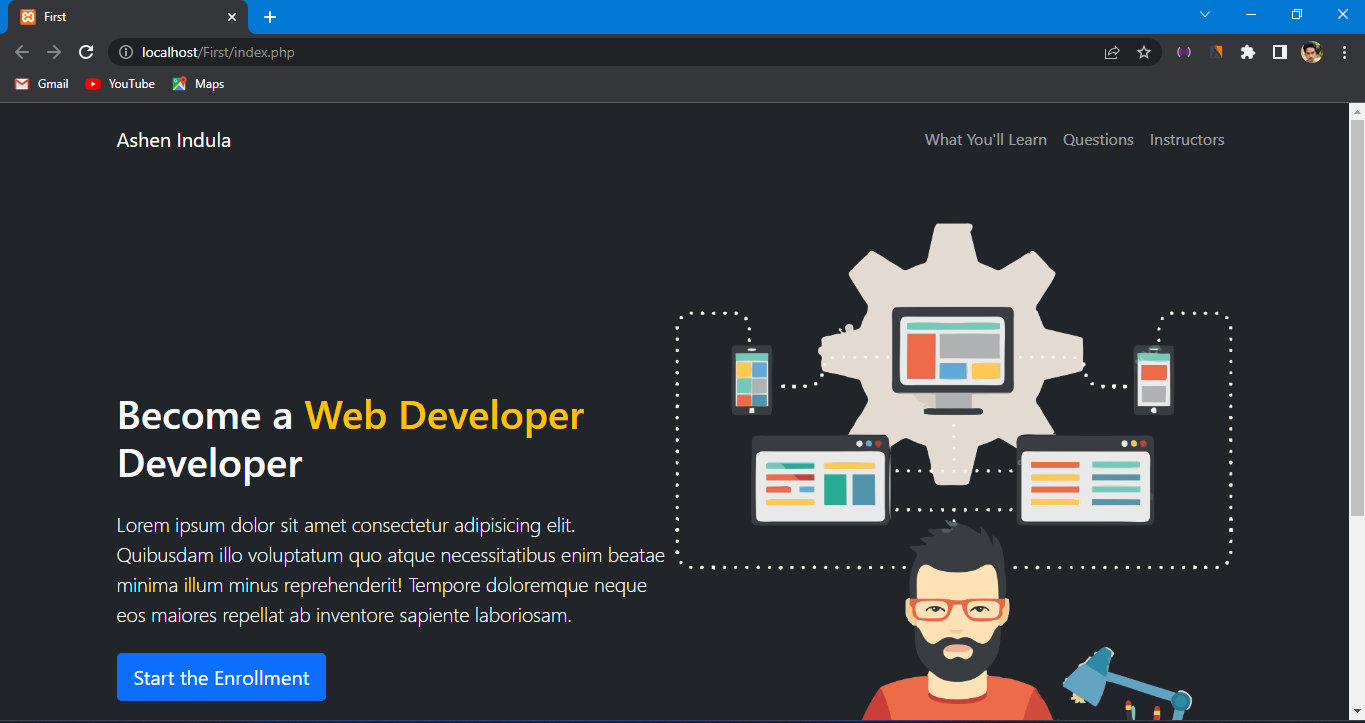 First
localhost/First/index.php
Gmail YouTube Maps
Ashen Indula What You'll Learn Questions Instructors
Become a Web Developer
Developer
Lorem ipsum dolor sit amet consectetur adipisicing elit.
Quibusdam illo voluptatum quo atque necessitatibus enim beatae
minima illum minus reprehenderit! Tempore doloremque neque
eos maiores repellat ab inventore sapiente laboriosam.
Start the Enrollment